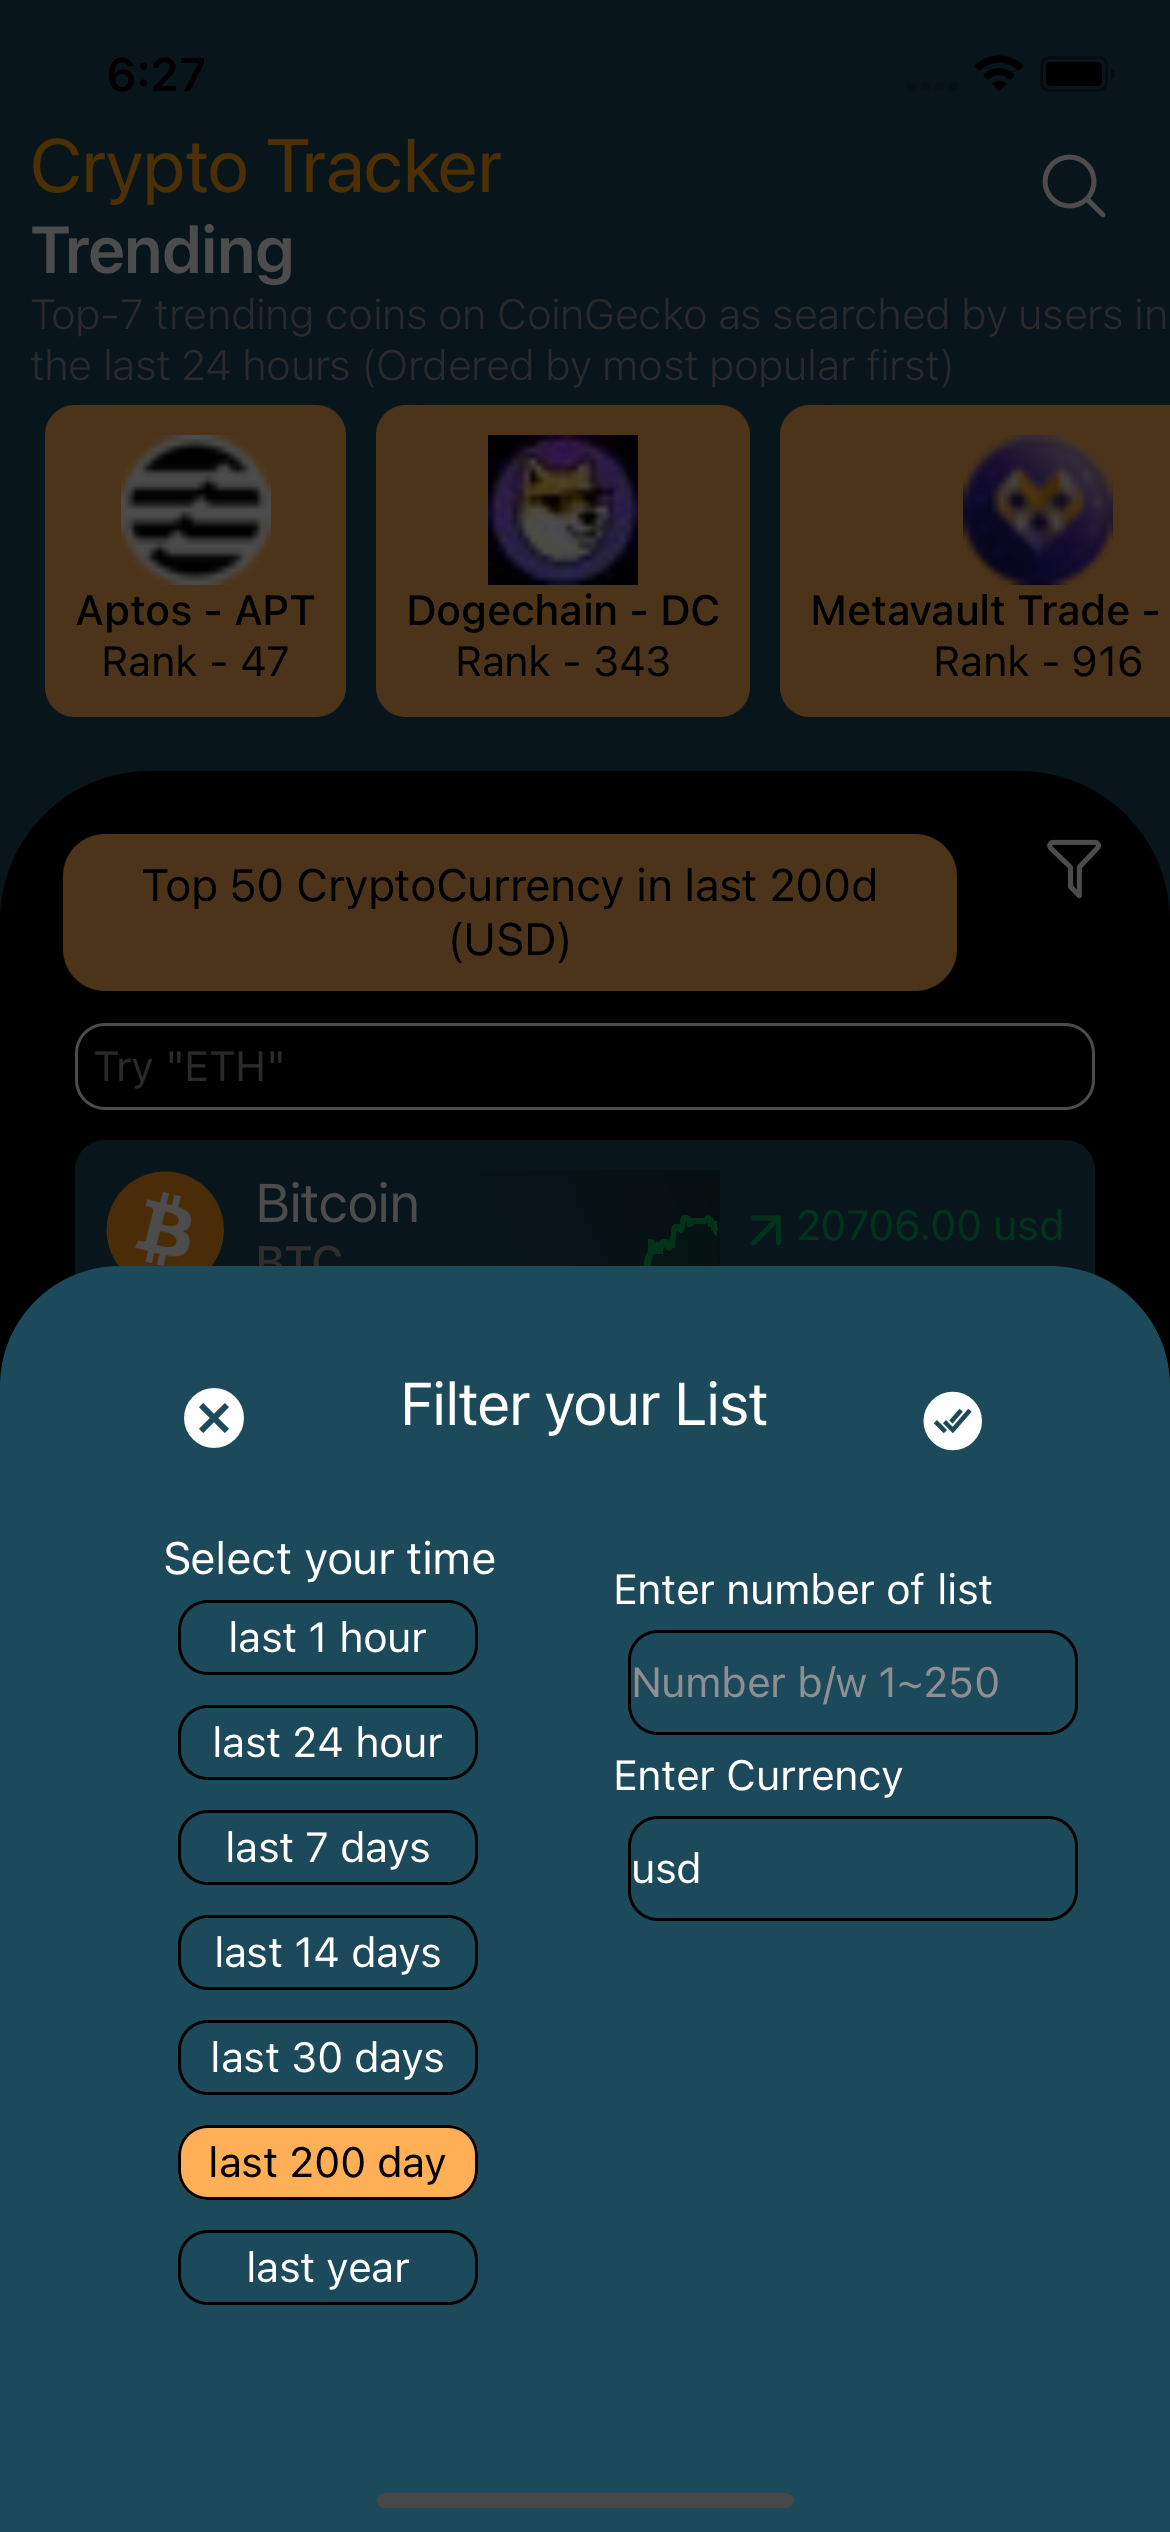 6:27
Crypto Tracker
Trending
Top-7 trending coins on CoinGecko as searched by users in
the last 24 hours (Ordered by most popular first)
Aptos - APT
Rank - 47
Dogechain - DC
Rank - 343
Metavault Trade -
Rank - 916
Top 50 CryptoCurrency in last 200d
(USD)
Try "ETH"
Bitcoin
BTC
20706.00 usd
Filter your List
Select your time
last 1 hour
last 24 hour
last 7 days
last 14 days
last 30 days
last 200 day
last year
Enter number of list
Number b/w 1~250
Enter Currency
usd